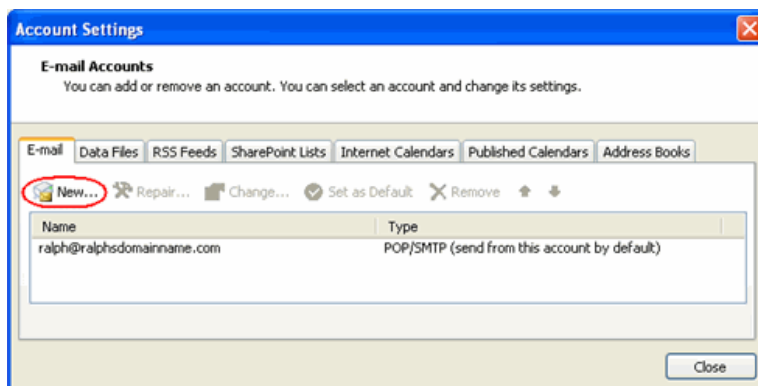 Account Settings
E-mail Accounts
You can add or remove an account. You can select an account and change its settings.
E-mail Data Files RSS Feeds SharePoint Lists Internet Calendars Published Calendars Address Books
New... Repair... Change... Set as Default Remove
Name Type
ralph@ralphsdomainname.com POP/SMTP (send from this account by default)
Close